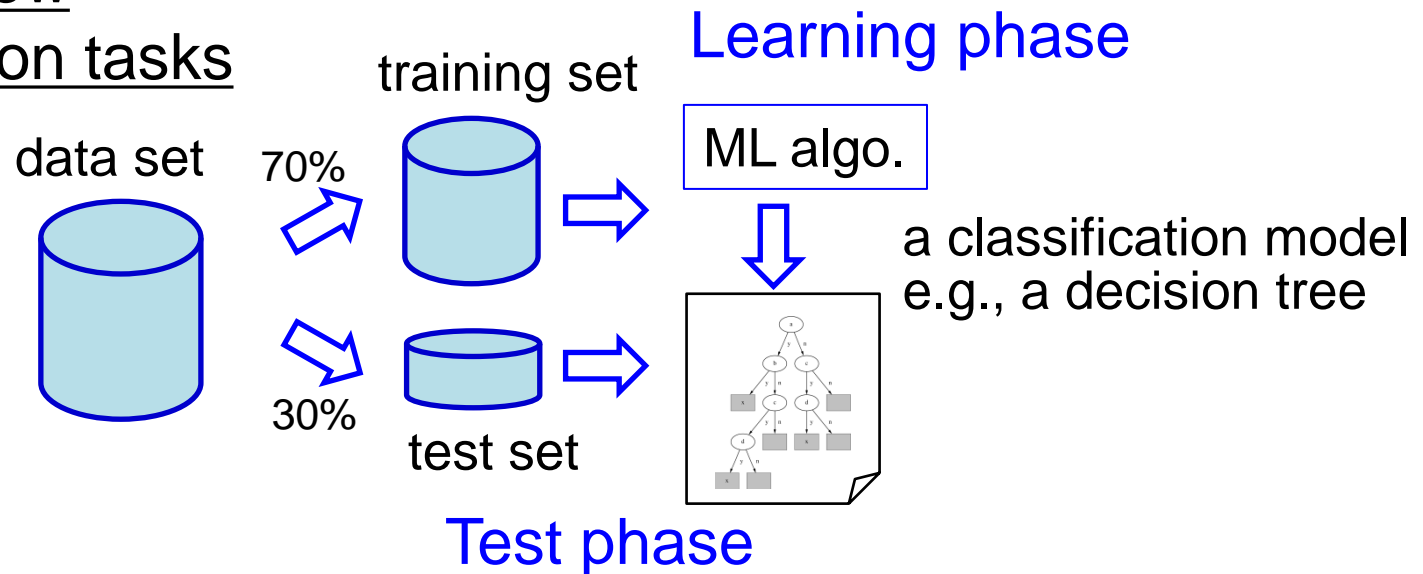 on tasks
Learning phase
training set
data set
70%
ML algo.
a classification model
e.g., a decision tree
30%
test set
a
y n
b c
y n y n
x c d
y n y n
d x
y n
x
Test phase